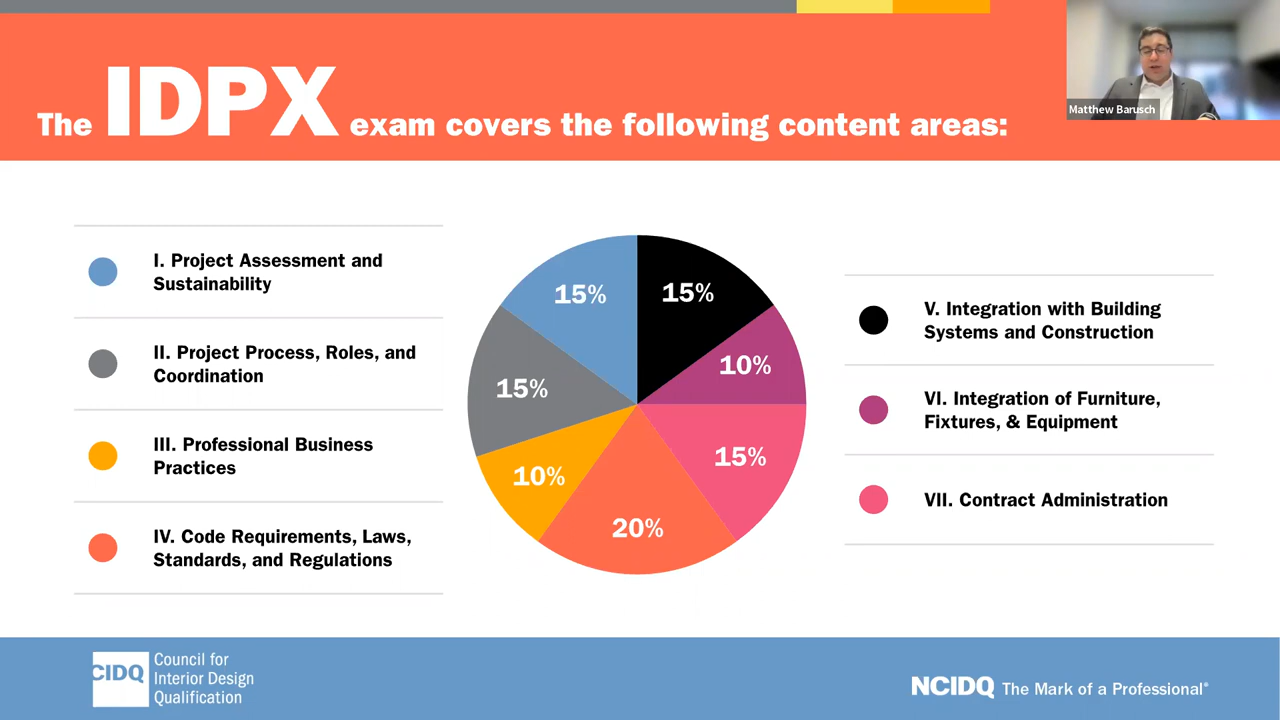 The IDPX exam covers the following content areas:
Matthew Barusch
I. Project Assessment and
Sustainability
II. Project Process, Roles, and
Coordination
III. Professional Business
Practices
IV. Code Requirements, Laws,
Standards, and Regulations
15%
15%
10%
15%
20%
10%
15%
V. Integration with Building
Systems and Construction
VI. Integration of Furniture,
Fixtures, & Equipment
VII. Contract Administration
CIDQ
Council for
Interior Design
Qualification
NCIDQ The Mark of a Professional®